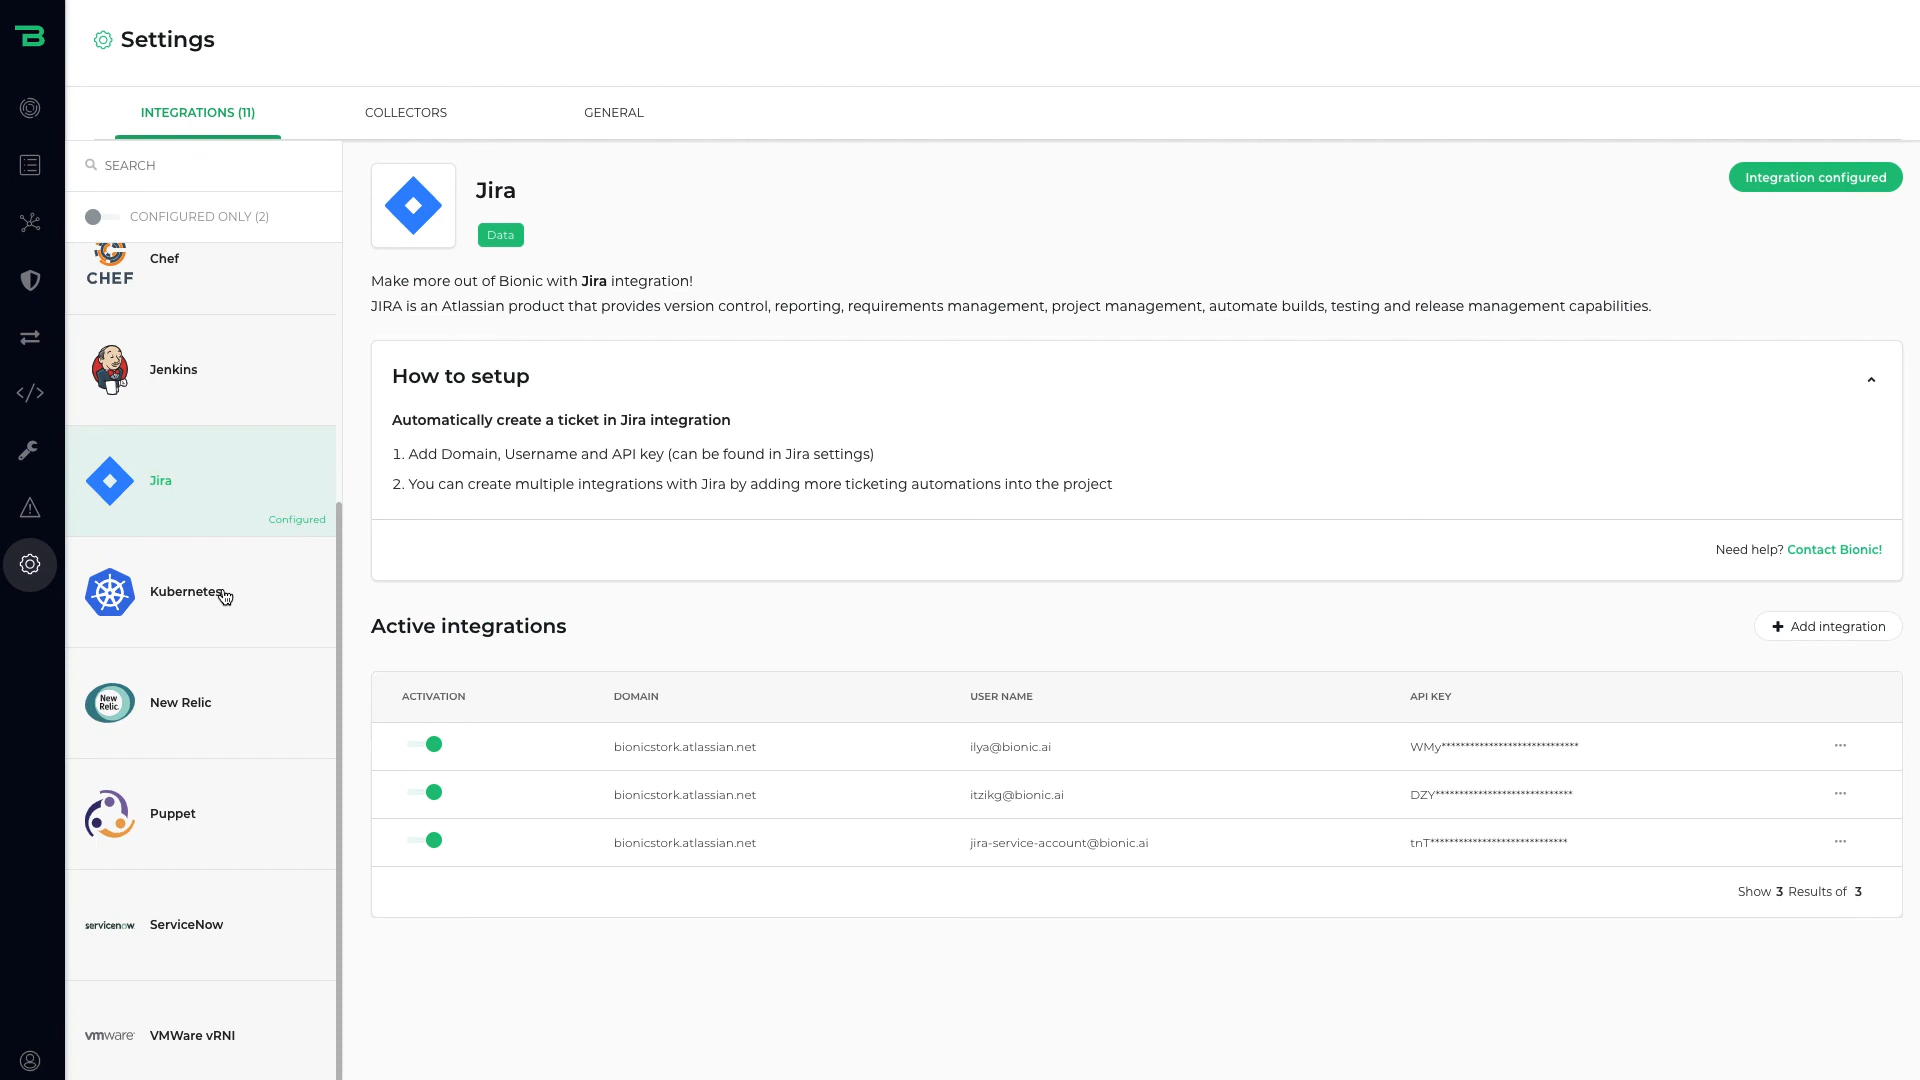 Settings
INTEGRATIONS (11)
COLLECTORS
GENERAL
SEARCH
CONFIGURED ONLY (2)
CHEF
Chef
Jenkins
Jira
Configured
Kubernetes
New Relic.
New Relic
Puppet
servicenow
ServiceNow
vmware
VMWare vRNI
Jira
Data
Integration configured
Make more out of Bionic with Jira integration!
JIRA is an Atlassian product that provides version control, reporting, requirements management, project management, automate builds, testing and release management capabilities.
How to setup
Automatically create a ticket in Jira integration
1. Add Domain, Username and API key (can be found in Jira settings)
2. You can create multiple integrations with Jira by adding more ticketing automations into the project
Need help? Contact Bionic!
Active integrations
Add integration
ACTIVATION DOMAIN USER NAME API KEY
bionicstork.atlassian.net ilya@bionic.ai WMy*****************************
bionicstork.atlassian.net itzikg@bionic.ai DZY*****************************
bionicstork.atlassian.net jira-service-account@bionic.ai tnT*****************************
Show 3 Results of 3